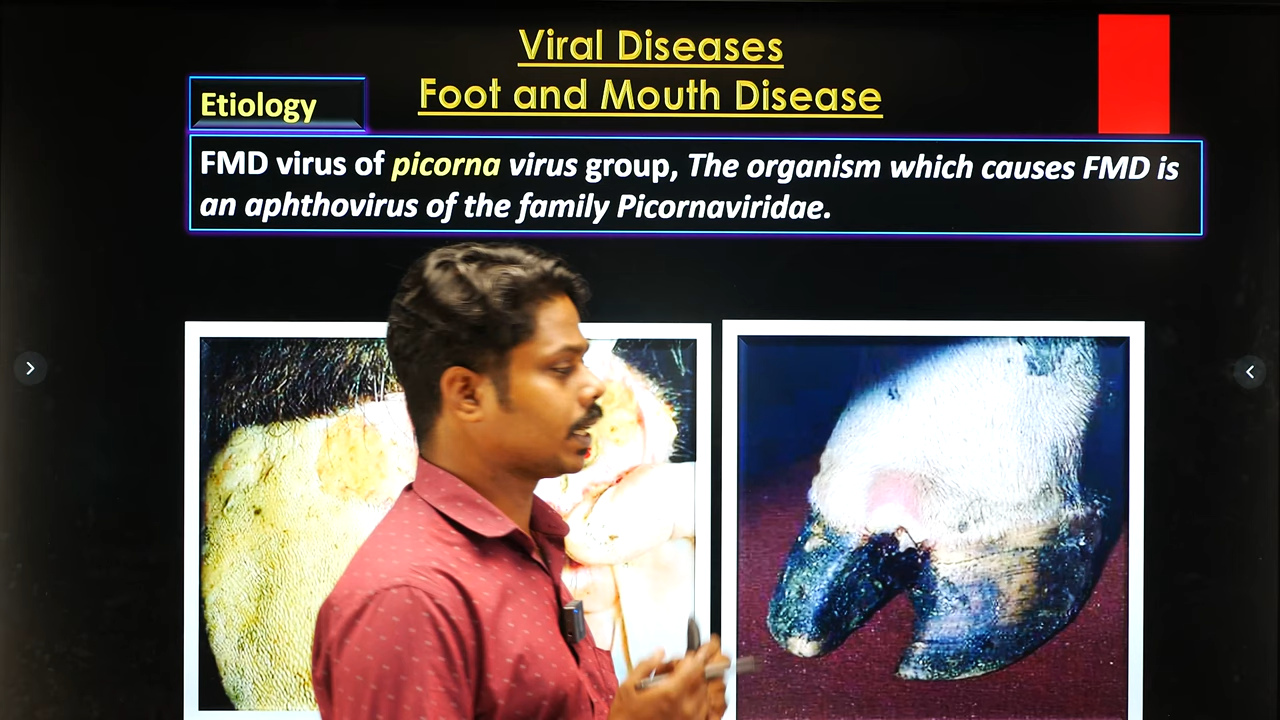 Viral Diseases
Foot and Mouth Disease
Etiology
FMD virus of picorna virus group, The organism which causes FMD is
an aphthovirus of the family Picornaviridae.